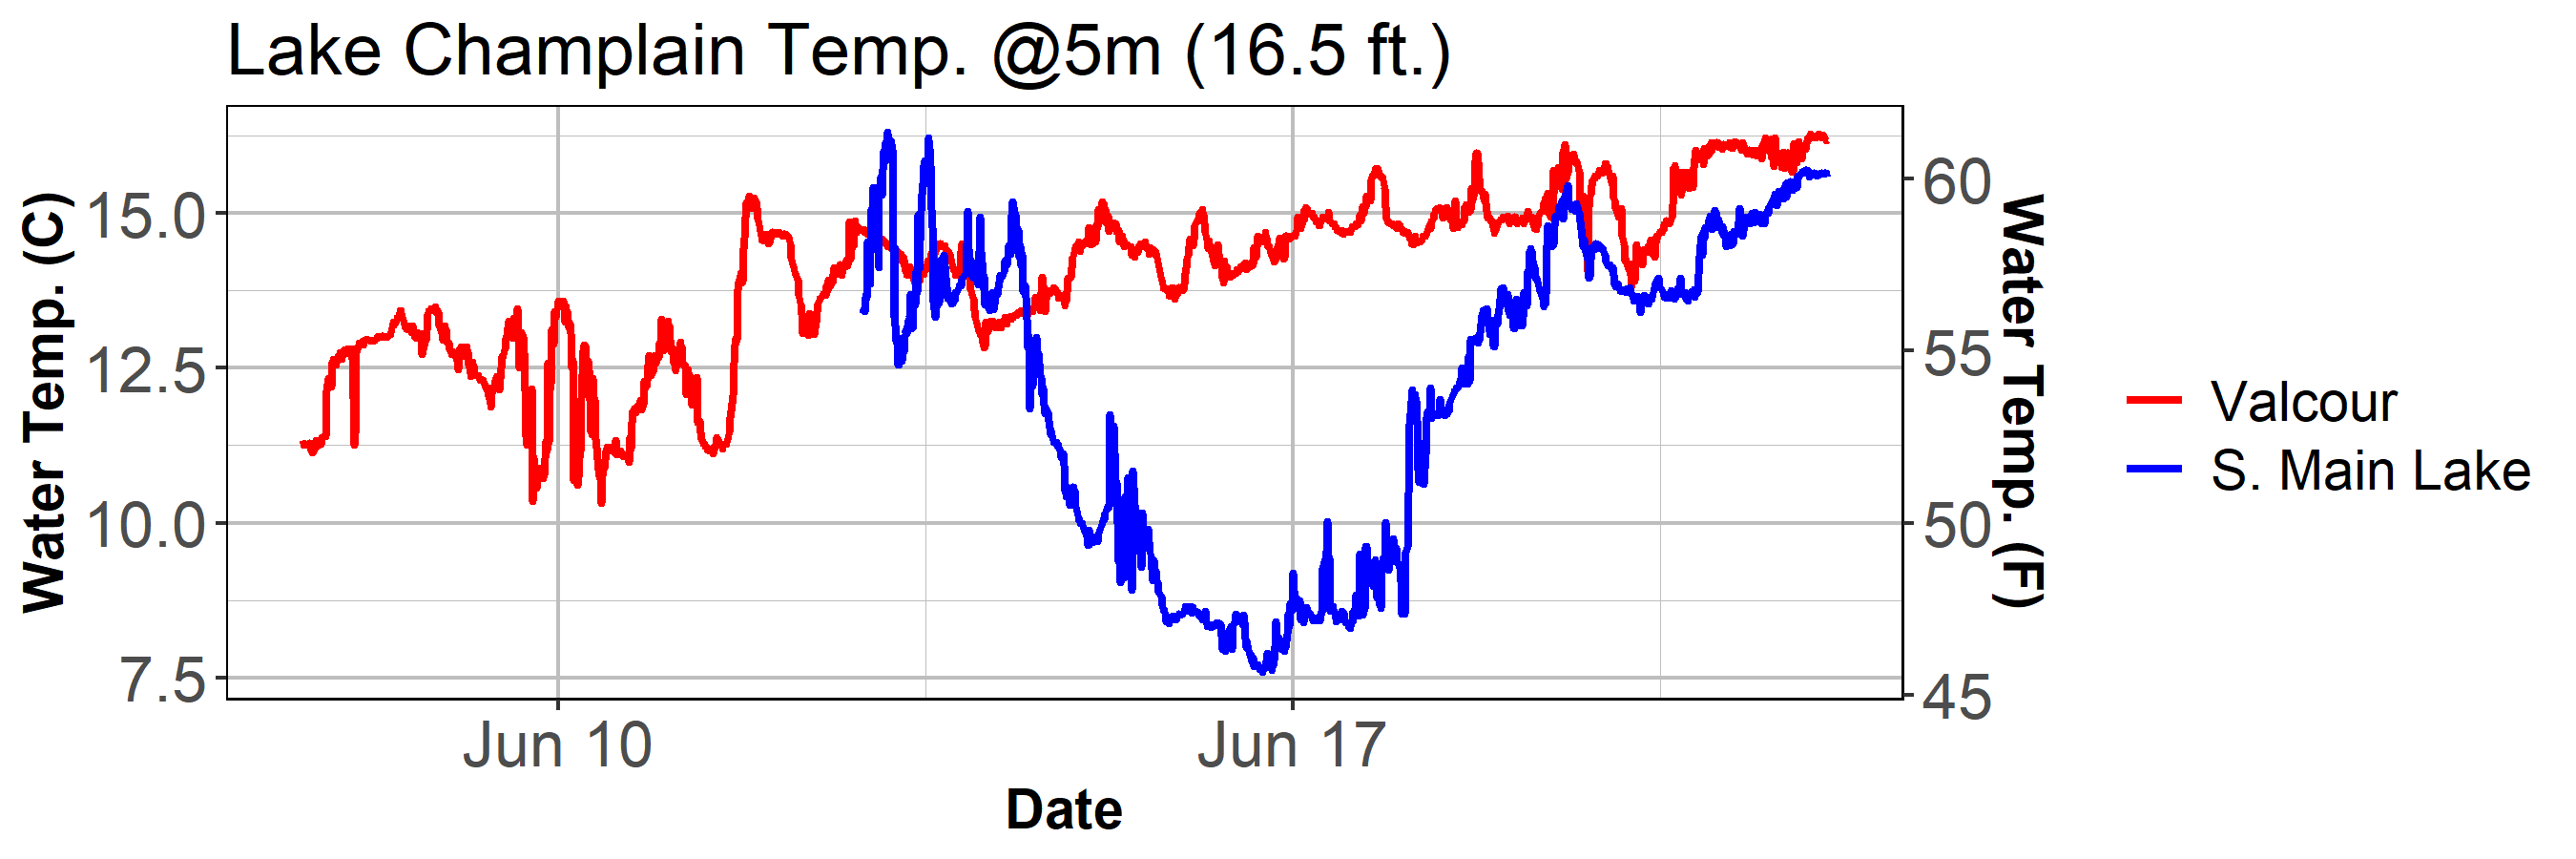 Lake Champlain Temp. @5m (16.5 ft.)
Water Temp. (C)
15.0
12.5
10.0
7.5
60
55
50
45
Water Temp. (F)
Jun 10
Jun 17
Date
Valcour
S. Main Lake